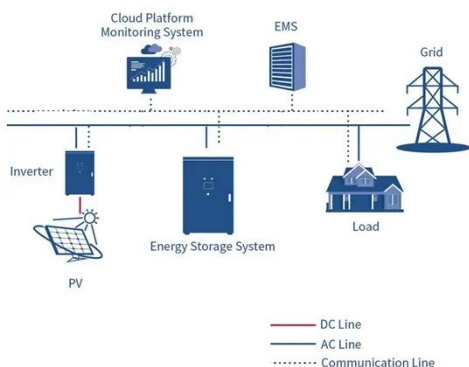 Cloud Platform
Monitoring System
EMS
Grid
Inverter
Energy Storage System
Load
PV
DC Line
AC Line
Communication Line